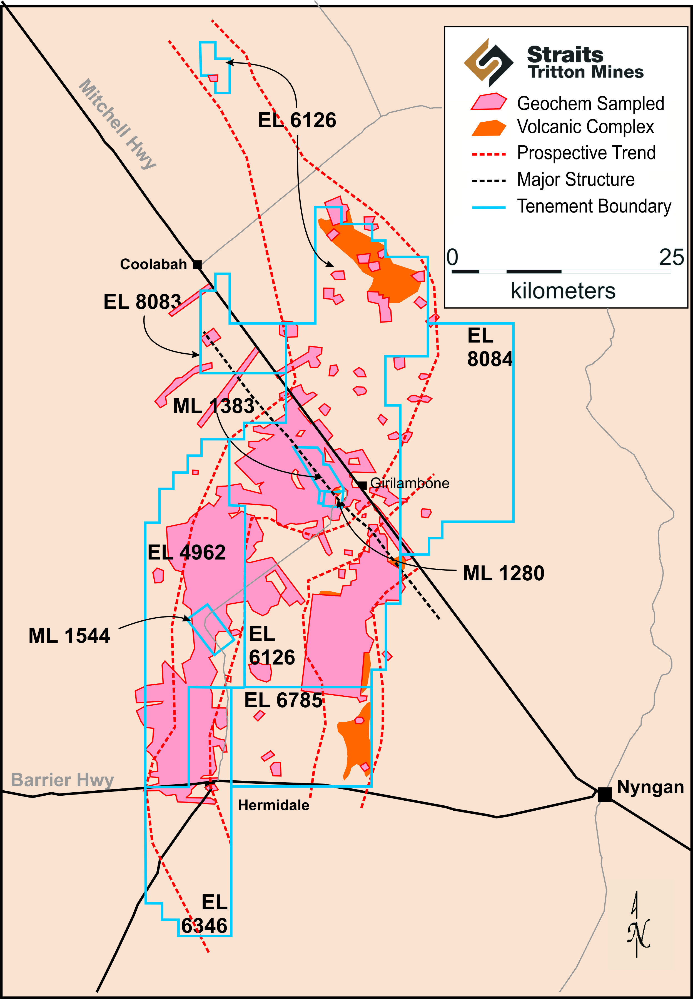 Straits
Tritton Mines
Geochem Sampled
Volcanic Complex
Prospective Trend
Major Structure
Tenement Boundary
0 25
kilometers
Mitchell Hwy
EL 6126
Coolabah
EL 8083
EL
8084
ML 1383
Girilambone
EL 4962
ML 1280
ML 1544
EL
6126
EL 6785
Barrier Hwy
Nyngan
Hermidale
EL
6346
N